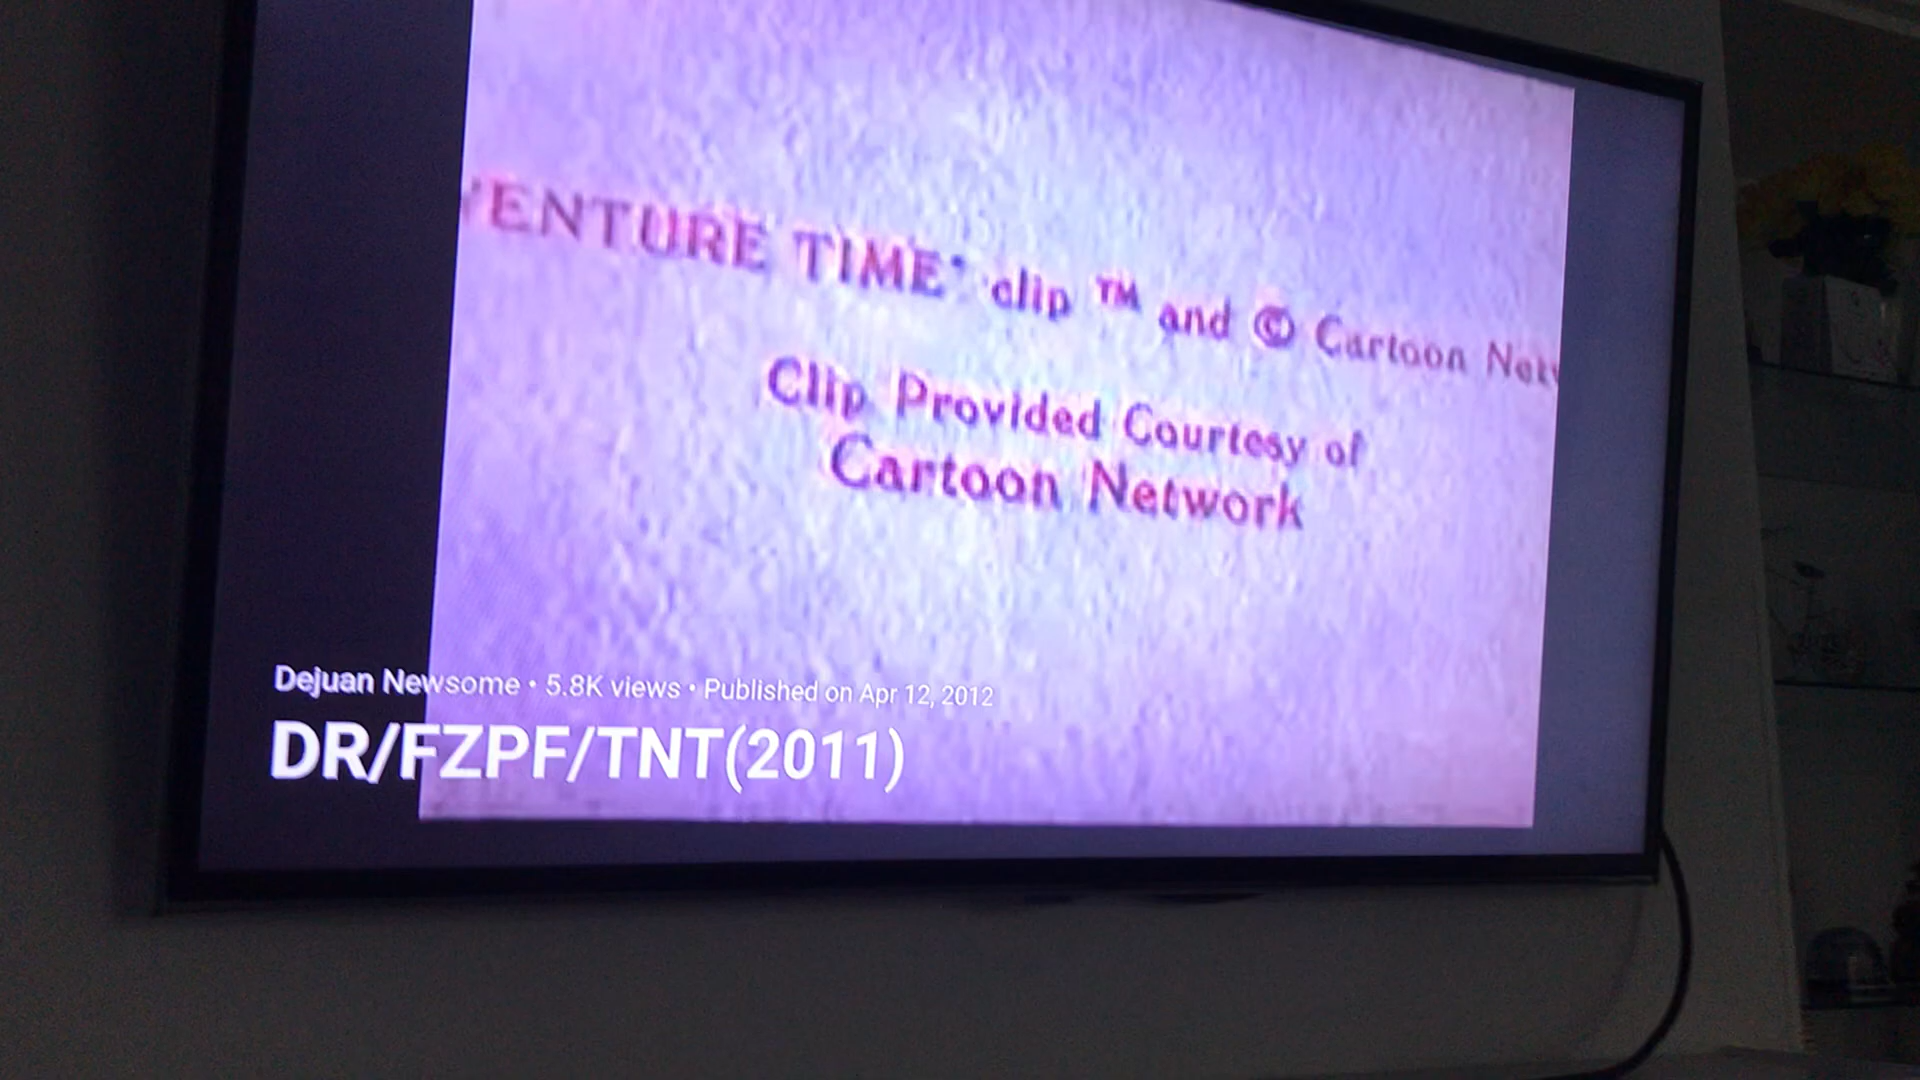 VENTURE TIME" clip ™ and © Cartoon Netw
Clip Provided Courtesy of
Cartoon Network
Dejuan Newsome • 5.8K views • Published on Apr 12, 2012
DR/FZPF/TNT(2011)